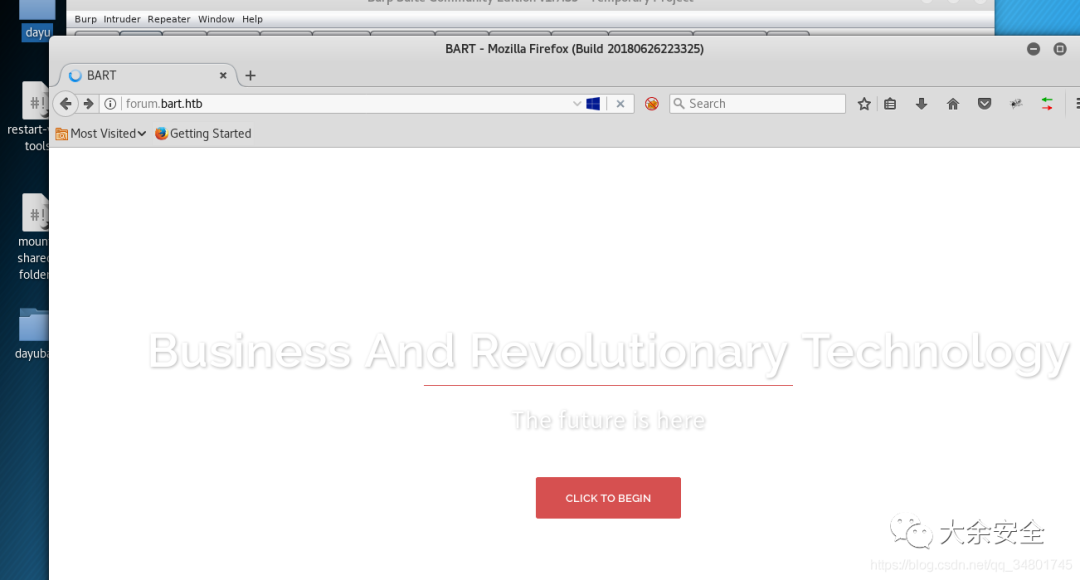 Burp Suite Community Edition v1.7.35 - Temporary Project
Burp Intruder Repeater Window Help
dayu
BART - Mozilla Firefox (Build 20180626223325)
BART
forum.bart.htb
Search
Most Visited
Getting Started
restart-
tools
mount
shared
folder
dayuba
Business And Revolutionary Technology
The future is here
CLICK TO BEGIN
大余安全
https://blog.csdn.net/qq_34801745